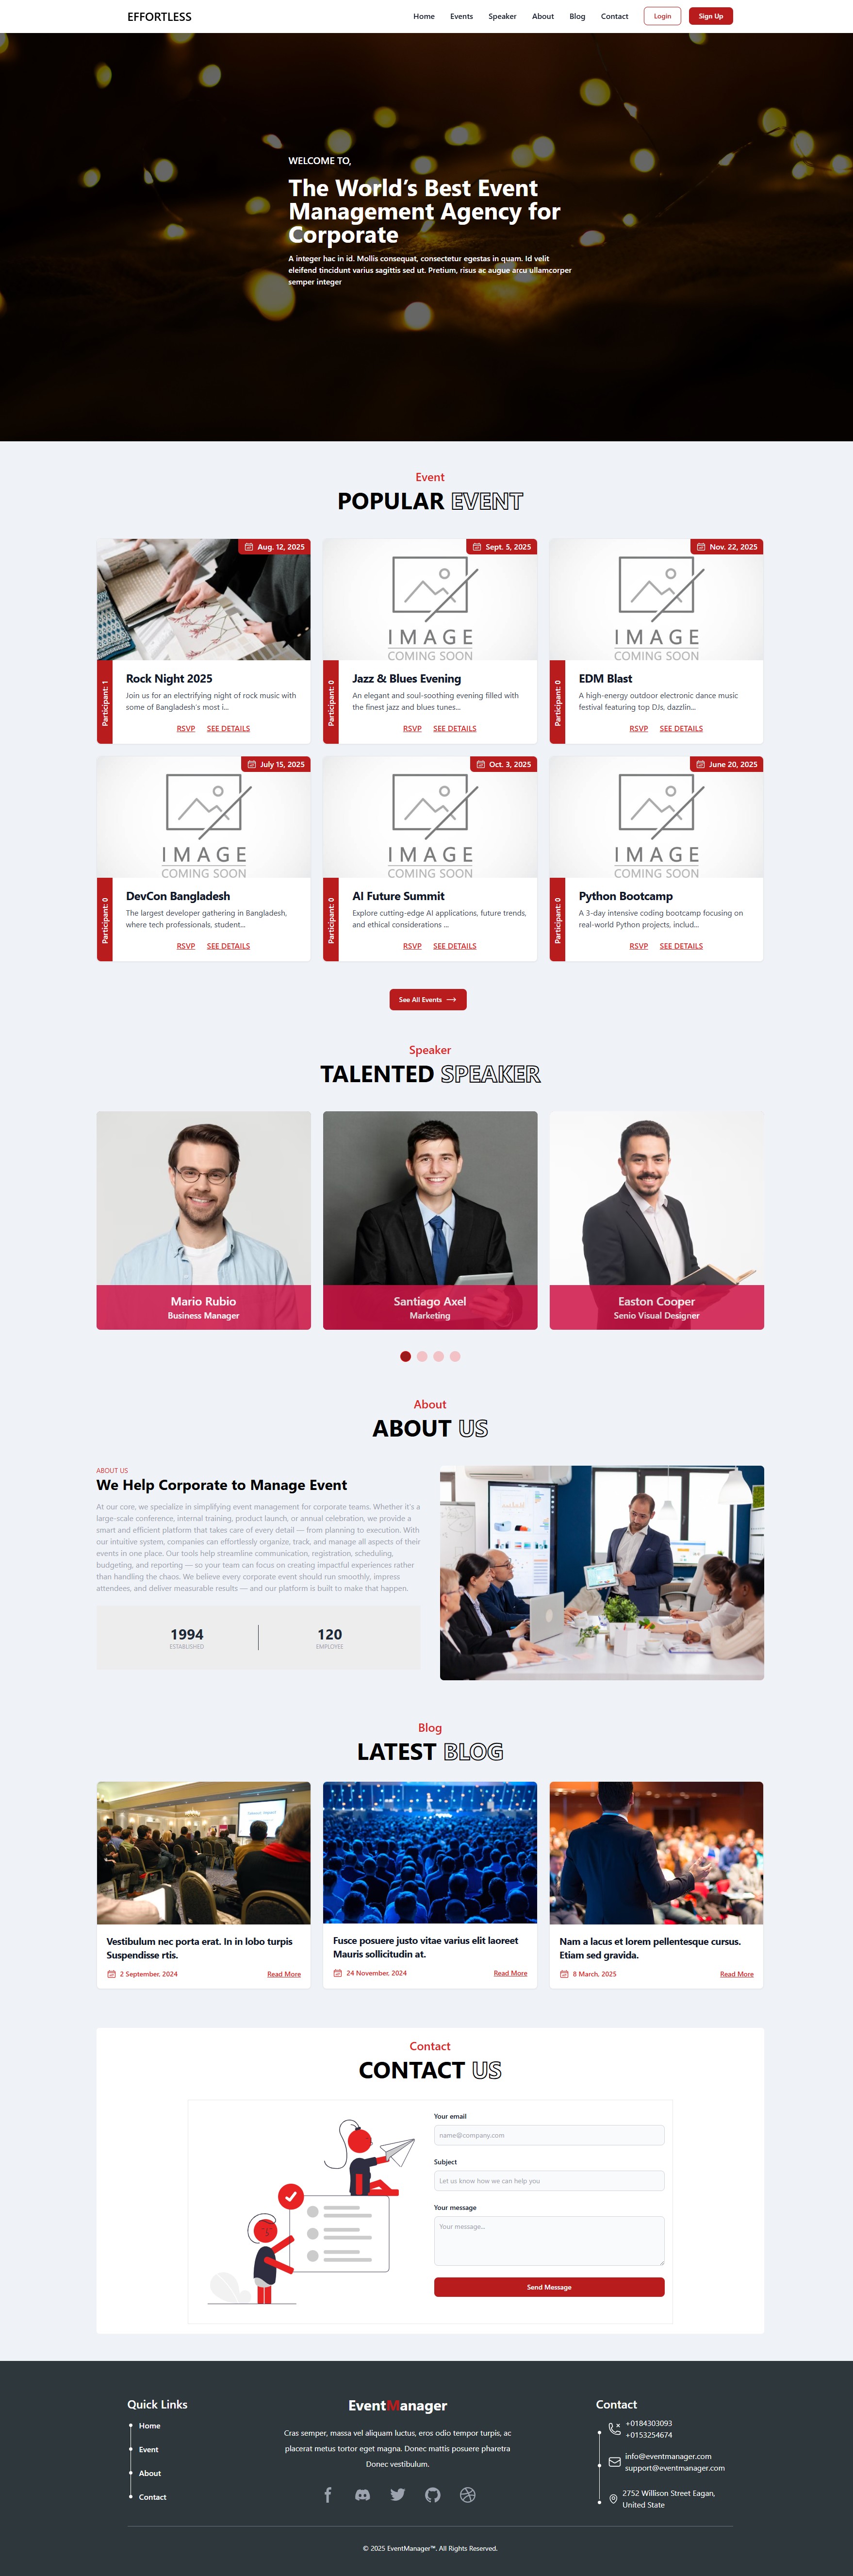 EFFORTLESS
Home Events Speaker About Blog Contact Login Sign Up
WELCOME TO,
The World’s Best Event
Management Agency for
Corporate
A integer hac in id. Mollis consequat, consectetur egestas in quam. Id velit
eleifend tincidunt varius sagittis sed ut. Pretium, risus ac augue arcu ullamcorper
semper integer
Event
POPULAR EVENT
Aug. 12, 2025
Participant: 1
Rock Night 2025
Join us for an electrifying night of rock music with
some of Bangladesh's most i...
RSVP SEE DETAILS
Sept. 5, 2025
IMAGE
COMING SOON
Participant: 0
Jazz & Blues Evening
An elegant and soul-soothing evening filled with
the finest jazz and blues tunes...
RSVP SEE DETAILS
Nov. 22, 2025
IMAGE
COMING SOON
Participant: 0
EDM Blast
A high-energy outdoor electronic dance music
festival featuring top DJs, dazzlin...
RSVP SEE DETAILS
July 15, 2025
IMAGE
COMING SOON
Participant: 0
DevCon Bangladesh
The largest developer gathering in Bangladesh,
where tech professionals, student...
RSVP SEE DETAILS
Oct. 3, 2025
IMAGE
COMING SOON
Participant: 0
AI Future Summit
Explore cutting-edge AI applications, future trends,
and ethical considerations ...
RSVP SEE DETAILS
June 20, 2025
IMAGE
COMING SOON
Participant: 0
Python Bootcamp
A 3-day intensive coding bootcamp focusing on
real-world Python projects, includ...
RSVP SEE DETAILS
See All Events
Speaker
TALENTED SPEAKER
Mario Rubio
Business Manager
Santiago Axel
Marketing
Easton Cooper
Senio Visual Designer
About
ABOUT US
ABOUT US
We Help Corporate to Manage Event
At our core, we specialize in simplifying event management for corporate teams. Whether it's a
large-scale conference, internal training, product launch, or annual celebration, we provide a
smart and efficient platform that takes care of every detail — from planning to execution. With
our intuitive system, companies can effortlessly organize, track, and manage all aspects of their
events in one place. Our tools help streamline communication, registration, scheduling,
budgeting, and reporting — so your team can focus on creating impactful experiences rather
than handling the chaos. We believe every corporate event should run smoothly, impress
attendees, and deliver measurable results — and our platform is built to make that happen.
1994
ESTABLISHED
120
EMPLOYEE
Blog
LATEST BLOG
Vestibulum nec porta erat. In in lobo turpis
Suspendisse rtis.
2 September, 2024 Read More
Fusce posuere justo vitae varius elit laoreet
Mauris sollicitudin at.
24 November, 2024 Read More
Nam a lacus et lorem pellentesque cursus.
Etiam sed gravida.
8 March, 2025 Read More
Contact
CONTACT US
Your email
name@company.com
Subject
Let us know how we can help you
Your message
Your message...
Send Message
Quick Links
Home
Event
About
Contact
EventManager
Cras semper, massa vel aliquam luctus, eros odio tempor turpis, ac
placerat metus tortor eget magna. Donec mattis posuere pharetra
Donec vestibulum.
Contact
+0184303093
+0153254674
info@eventmanager.com
support@eventmanager.com
2752 Willison Street Eagan,
United State
© 2025 EventManager™. All Rights Reserved.